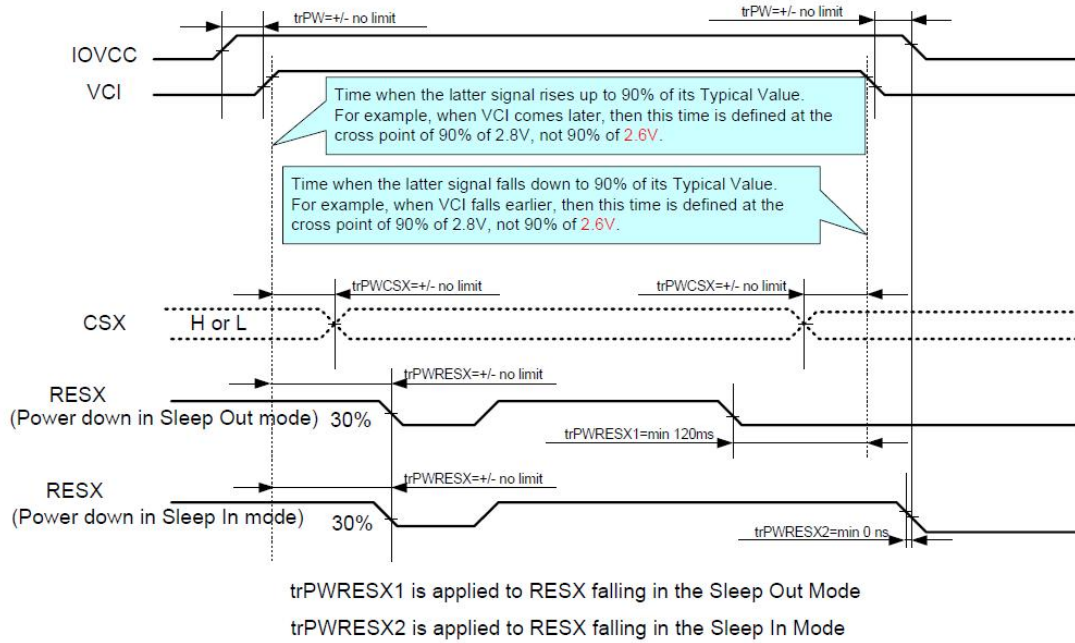 trPW=+/- no limit
trPW=+/- no limit
IOVCC
VCI
Time when the latter signal rises up to 90% of its Typical Value.
For example, when VCI comes later, then this time is defined at the
cross point of 90% of 2.8V, not 90% of 2.6V.
Time when the latter signal falls down to 90% of its Typical Value.
For example, when VCI falls earlier, then this time is defined at the
cross point of 90% of 2.8V, not 90% of 2.6V.
trPWCSX=+/- no limit
trPWCSX=+/- no limit
CSX
H or L
trPWRESX=+/- no limit
RESX
(Power down in Sleep Out mode)
30%
trPWRESX1=min 120ms
trPWRESX=+/- no limit
RESX
(Power down in Sleep In mode)
30%
trPWRESX2=min 0 ns
trPWRESX1 is applied to RESX falling in the Sleep Out Mode
trPWRESX2 is applied to RESX falling in the Sleep In Mode